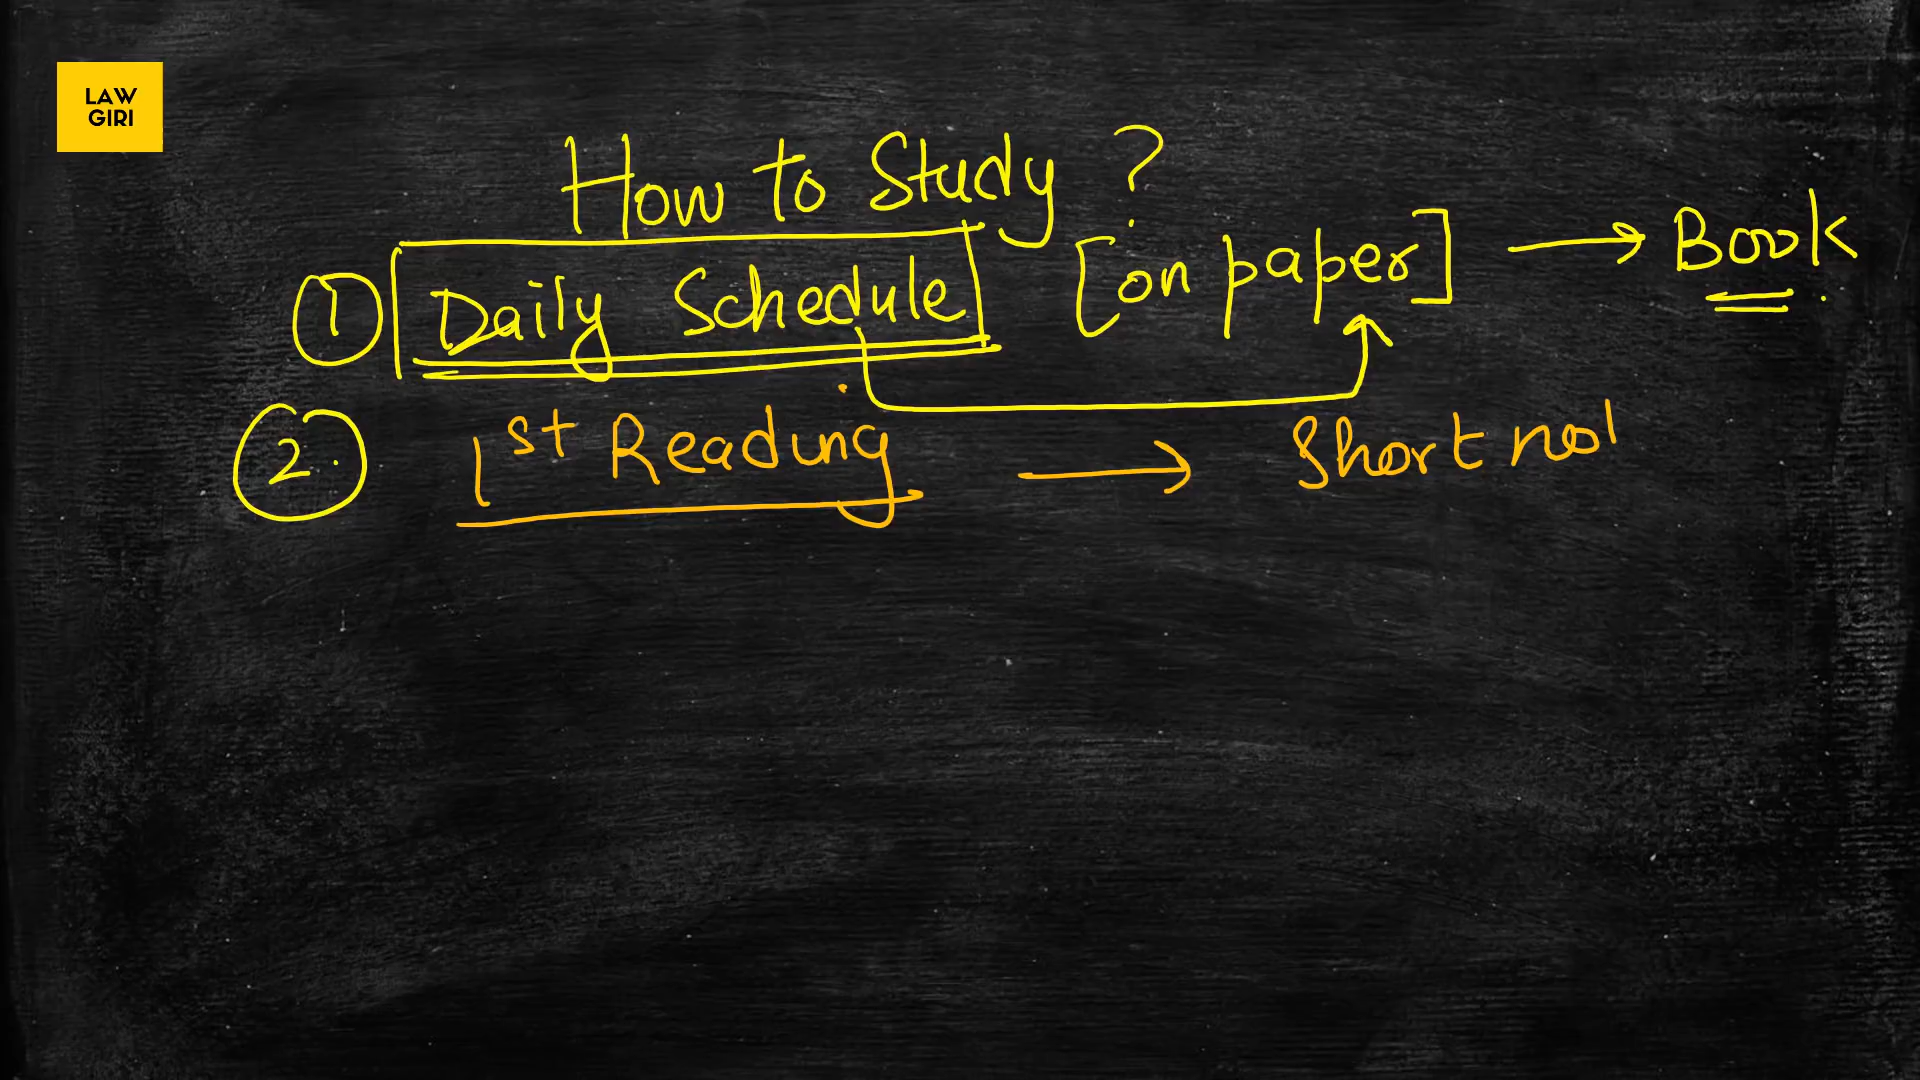 LAW
GIRI
How to Study ?
① Daily Schedule [on paper] → Book
② 1st Reading → Short not